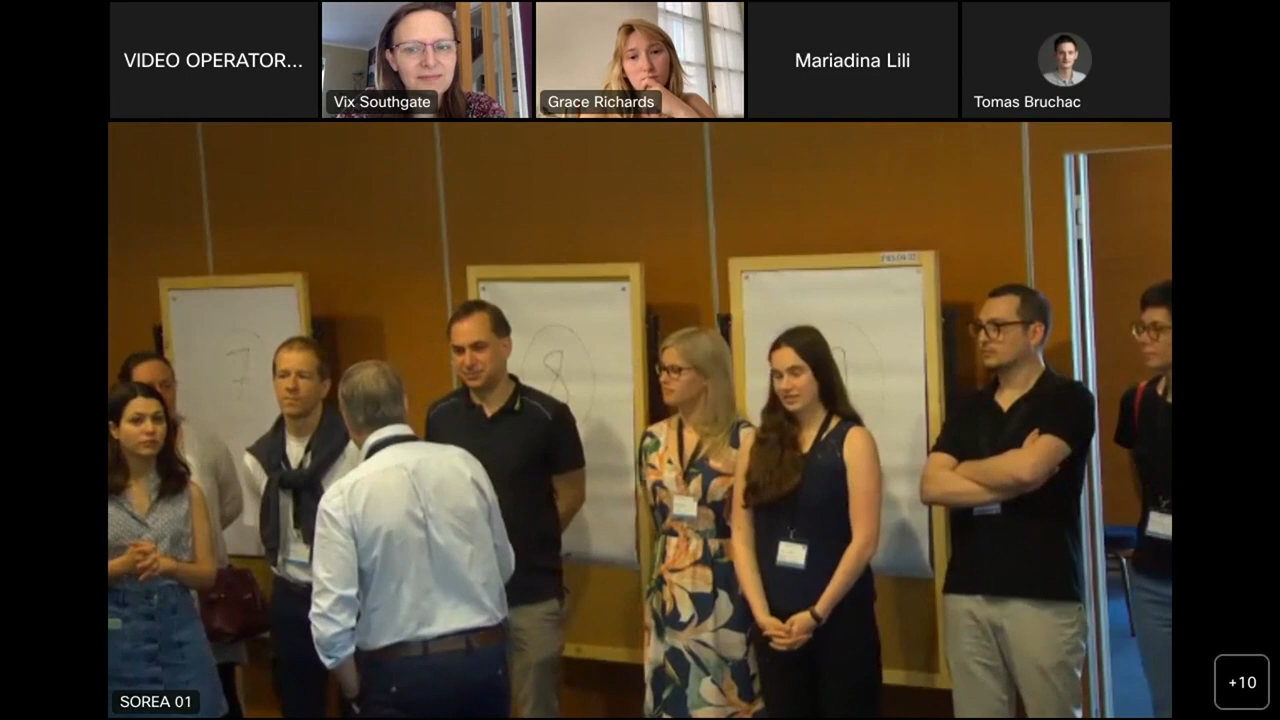 VIDEO OPERATOR...
Vix Southgate
Grace Richards
Mariadina Lili
Tomas Bruchac
7
8
SOREA 01
+10